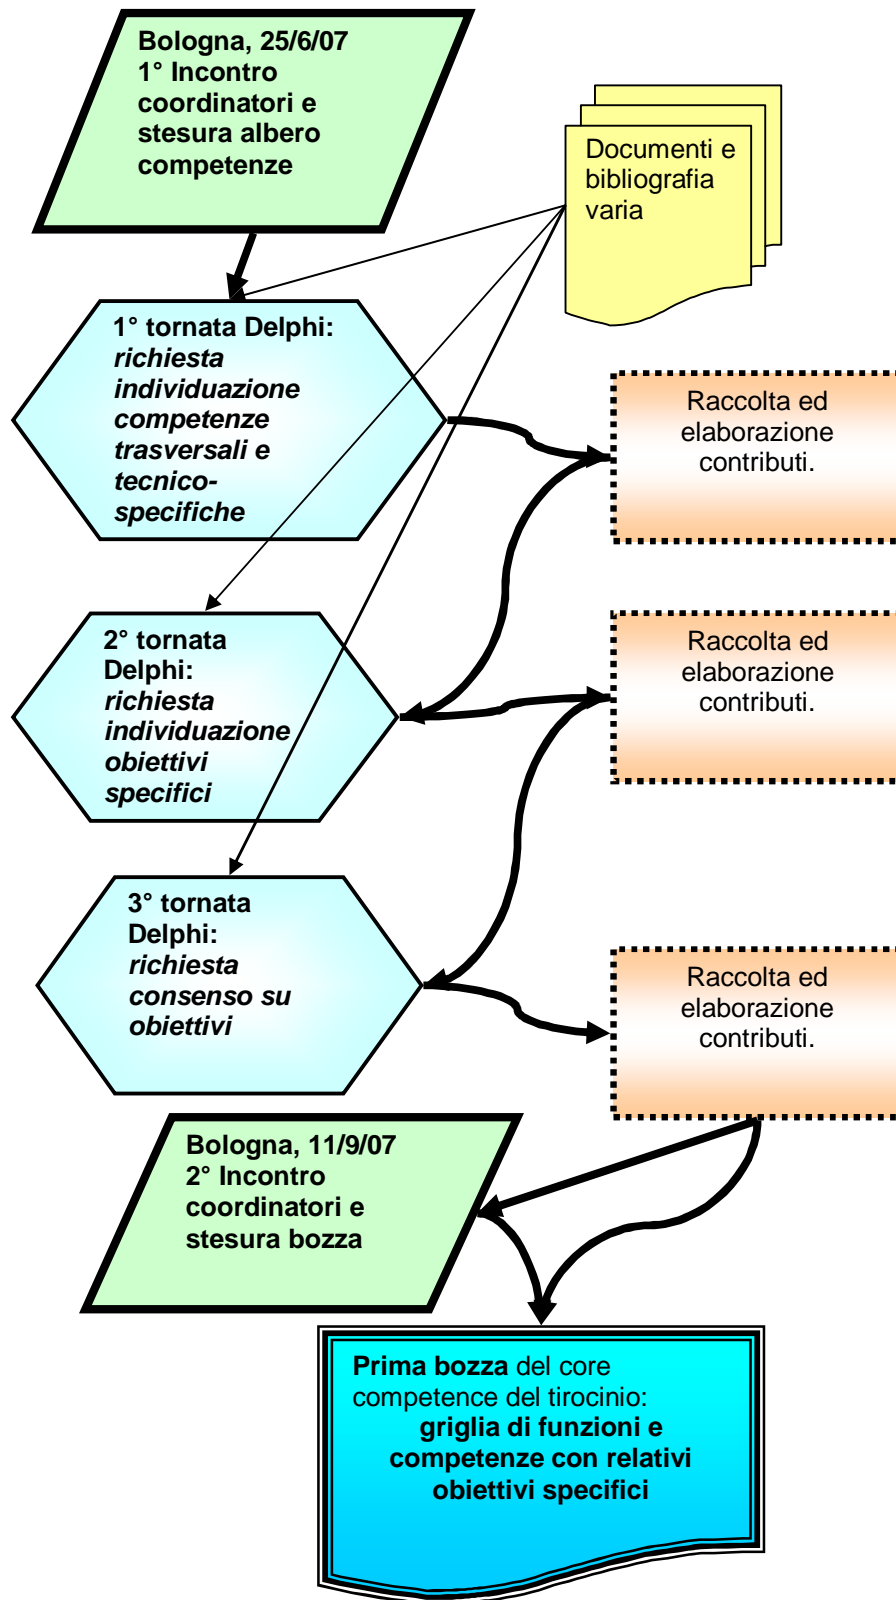 Bologna, 25/6/07
1° Incontro
coordinatori e
stesura albero
competenze
Documenti e
bibliografia
varia
1° tornata Delphi:
richiesta
individuazione
competenze
trasversali e
tecnico-
specifiche
Raccolta ed
elaborazione
contributi.
2° tornata
Delphi:
richiesta
individuazione
obiettivi
specifici
Raccolta ed
elaborazione
contributi.
3° tornata
Delphi:
richiesta
consenso su
obiettivi
Raccolta ed
elaborazione
contributi.
Bologna, 11/9/07
2° Incontro
coordinatori e
stesura bozza
Prima bozza del core
competence del tirocinio:
griglia di funzioni e
competenze con relativi
obiettivi specifici